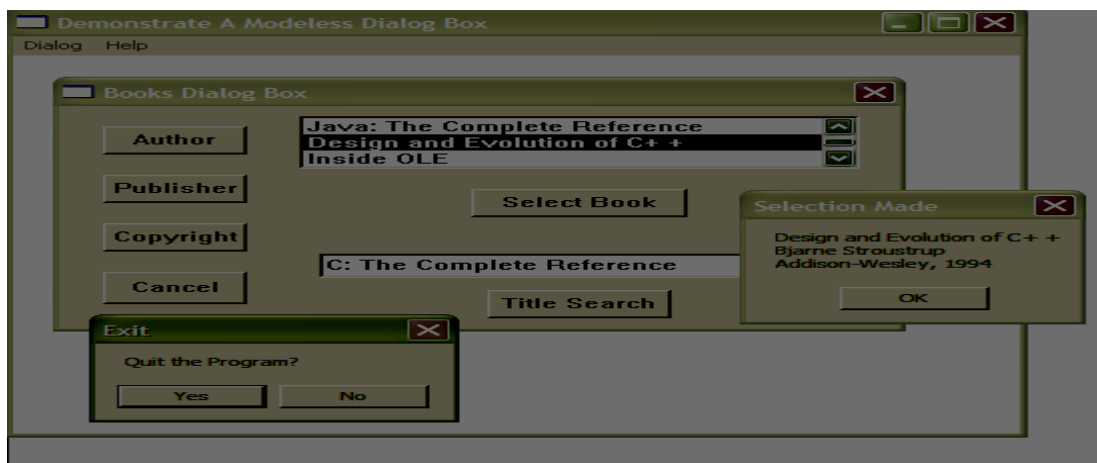 Demonstrate A Modeless Dialog Box
Dialog Help
Books Dialog Box
Author
Publisher
Copyright
Cancel
Java: The Complete Reference
Design and Evolution of C+ +
Inside OLE
Select Book
C: The Complete Reference
Title Search
Selection Made
Design and Evolution of C+ +
Bjarne Stroustrup
Addison-Wesley, 1994
OK
Exit
Quit the Program?
Yes No